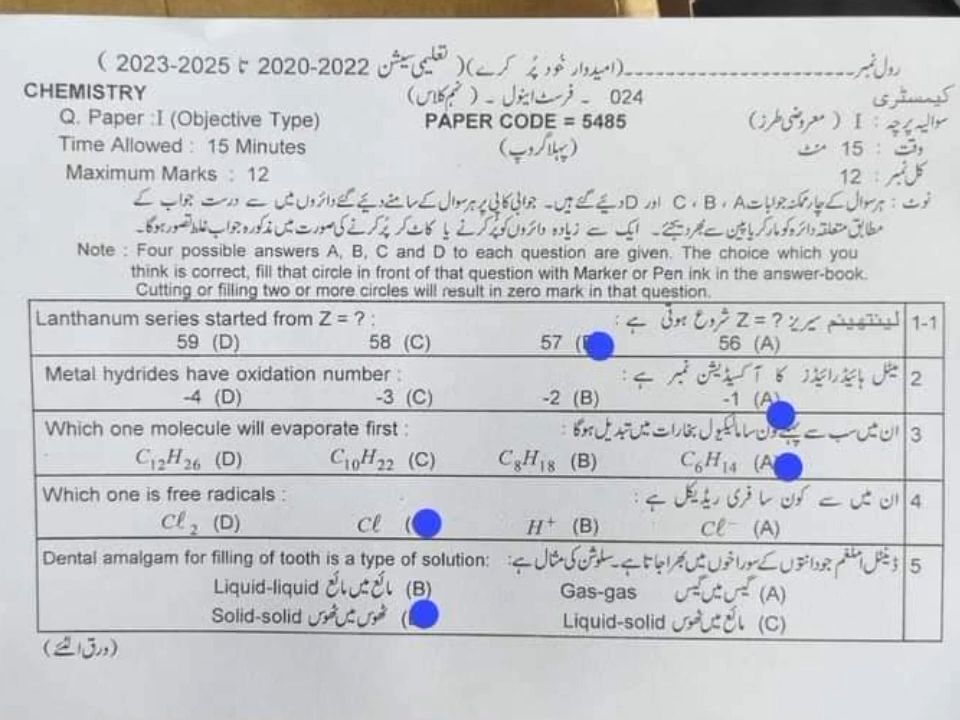 رولنمبر ـــــــــــــــــــــــ (امیدوار خود پُر کرے) ( تعلیمی سیشن 2022-2020 تا 2025-2023 )
CHEMISTRY 024 ۔ فرسٹ اینول ۔ ( نہم کلاس) کیمسٹری
Q. Paper :I (Objective Type) PAPER CODE = 5485 سوالیہ پرچہ : I ( معروضی طرز)
Time Allowed : 15 Minutes (پہلا گروپ) وقت : 15 منٹ
Maximum Marks : 12 کل نمبر : 12
نوٹ : ہر سوال کے چار ممکنہ جوابات A ، B ، C اور D دیئے گئے ہیں۔ جوابی کاپی پر ہر سوال کے سامنے دیئے گئے دائروں میں سے درست جواب کے
مطابق متعلقہ دائرہ کو مارکر یا پین سے بھر دیجئے۔ ایک سے زیادہ دائروں کو پُر کرنے یا کاٹ کر پُر کرنے کی صورت میں مذکورہ جواب غلط تصور ہوگا۔
Note : Four possible answers A, B, C and D to each question are given. The choice which you
think is correct, fill that circle in front of that question with Marker or Pen ink in the answer-book.
Cutting or filling two or more circles will result in zero mark in that question.
Lanthanum series started from Z = ? : لینتھینم سیریز Z = ? شروع ہوتی ہے : 1-1
59 (D) 58 (C) 57 ( 56 (A)
Metal hydrides have oxidation number : میٹل ہائیڈرائیڈز کا آکسیڈیشن نمبر ہے : 2
-4 (D) -3 (C) -2 (B) -1 (A)
Which one molecule will evaporate first : ان میں سب سے پہلے کون سا مالیکیول بخارات میں تبدیل ہوگا : 3
C₁₂H₂₆ (D) C₁₀H₂₂ (C) C₈H₁₈ (B) C₆H₁₄ (A
Which one is free radicals : ان میں سے کون سا فری ریڈیکل ہے : 4
Cℓ₂ (D) Cℓ ( H⁺ (B) Cℓ⁻ (A)
Dental amalgam for filling of tooth is a type of solution: ڈینٹل املغم جو دانتوں کے سوراخوں میں بھرا جاتا ہے۔ سلوشن کی مثال ہے: 5
Liquid-liquid مائع میں مائع (B) Gas-gas گیس میں گیس (A)
Solid-solid ٹھوس میں ٹھوس ( Liquid-solid مائع میں ٹھوس (C)
(ورق الٹئے)